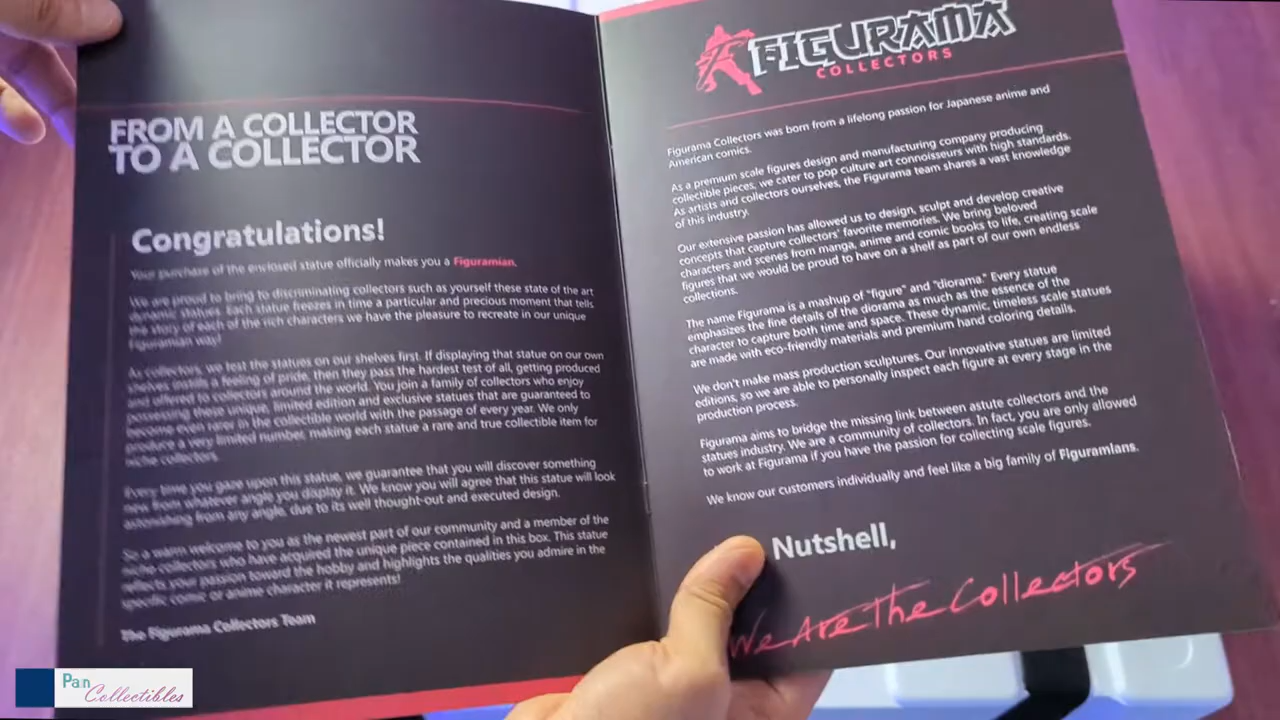 FROM A COLLECTOR
TO A COLLECTOR
Congratulations!
Your purchase of the enclosed statue officially makes you a Figuramian.
We are proud to bring to discriminating collectors such as yourself these state of the art
dynamic statues. Each statue freezes in time a particular and precious moment that tells
the story of each of the rich characters we have the pleasure to recreate in our unique
Figuramian way!
As collectors, we test the statues on our shelves first. If displaying that statue on our own
shelves instills a feeling of pride, then they pass the hardest test of all, getting produced
and offered to collectors around the world. You join a family of collectors who enjoy
possessing these unique, limited edition and exclusive statues that are guaranteed to
become even rarer in the collectible world with the passage of every year. We only
produce a very limited number, making each statue a rare and true collectible item for
niche collectors.
Every time you gaze upon this statue, we guarantee that you will discover something
new from whatever angle you display it. We know you will agree that this statue will look
astonishing from any angle, due to its well thought-out and executed design.
So a warm welcome to you as the newest part of our community and a member of the
niche collectors who have acquired the unique piece contained in this box. This statue
reflects your passion toward the hobby and highlights the qualities you admire in the
specific comic or anime character it represents!
The Figurama Collectors Team
FIGURAMA
COLLECTORS
Figurama Collectors was born from a lifelong passion for Japanese anime and
American comics.
As a premium scale figures design and manufacturing company producing
collectible pieces, we cater to pop culture art connoisseurs with high standards.
As artists and collectors ourselves, the Figurama team shares a vast knowledge
of this industry.
Our extensive passion has allowed us to design, sculpt and develop creative
concepts that capture collectors' favorite memories. We bring beloved
characters and scenes from manga, anime and comic books to life, creating scale
figures that we would be proud to have on a shelf as part of our own endless
collections.
The name Figurama is a mashup of "figure" and "diorama." Every statue
emphasizes the fine details of the diorama as much as the essence of the
character to capture both time and space. These dynamic, timeless scale statues
are made with eco-friendly materials and premium hand coloring details.
We don't make mass production sculptures. Our innovative statues are limited
editions, so we are able to personally inspect each figure at every stage in the
production process.
Figurama aims to bridge the missing link between astute collectors and the
statues industry. We are a community of collectors. In fact, you are only allowed
to work at Figurama if you have the passion for collecting scale figures.
We know our customers individually and feel like a big family of Figuramians.
Nutshell,
We Are The Collectors
Pan
Collectibles